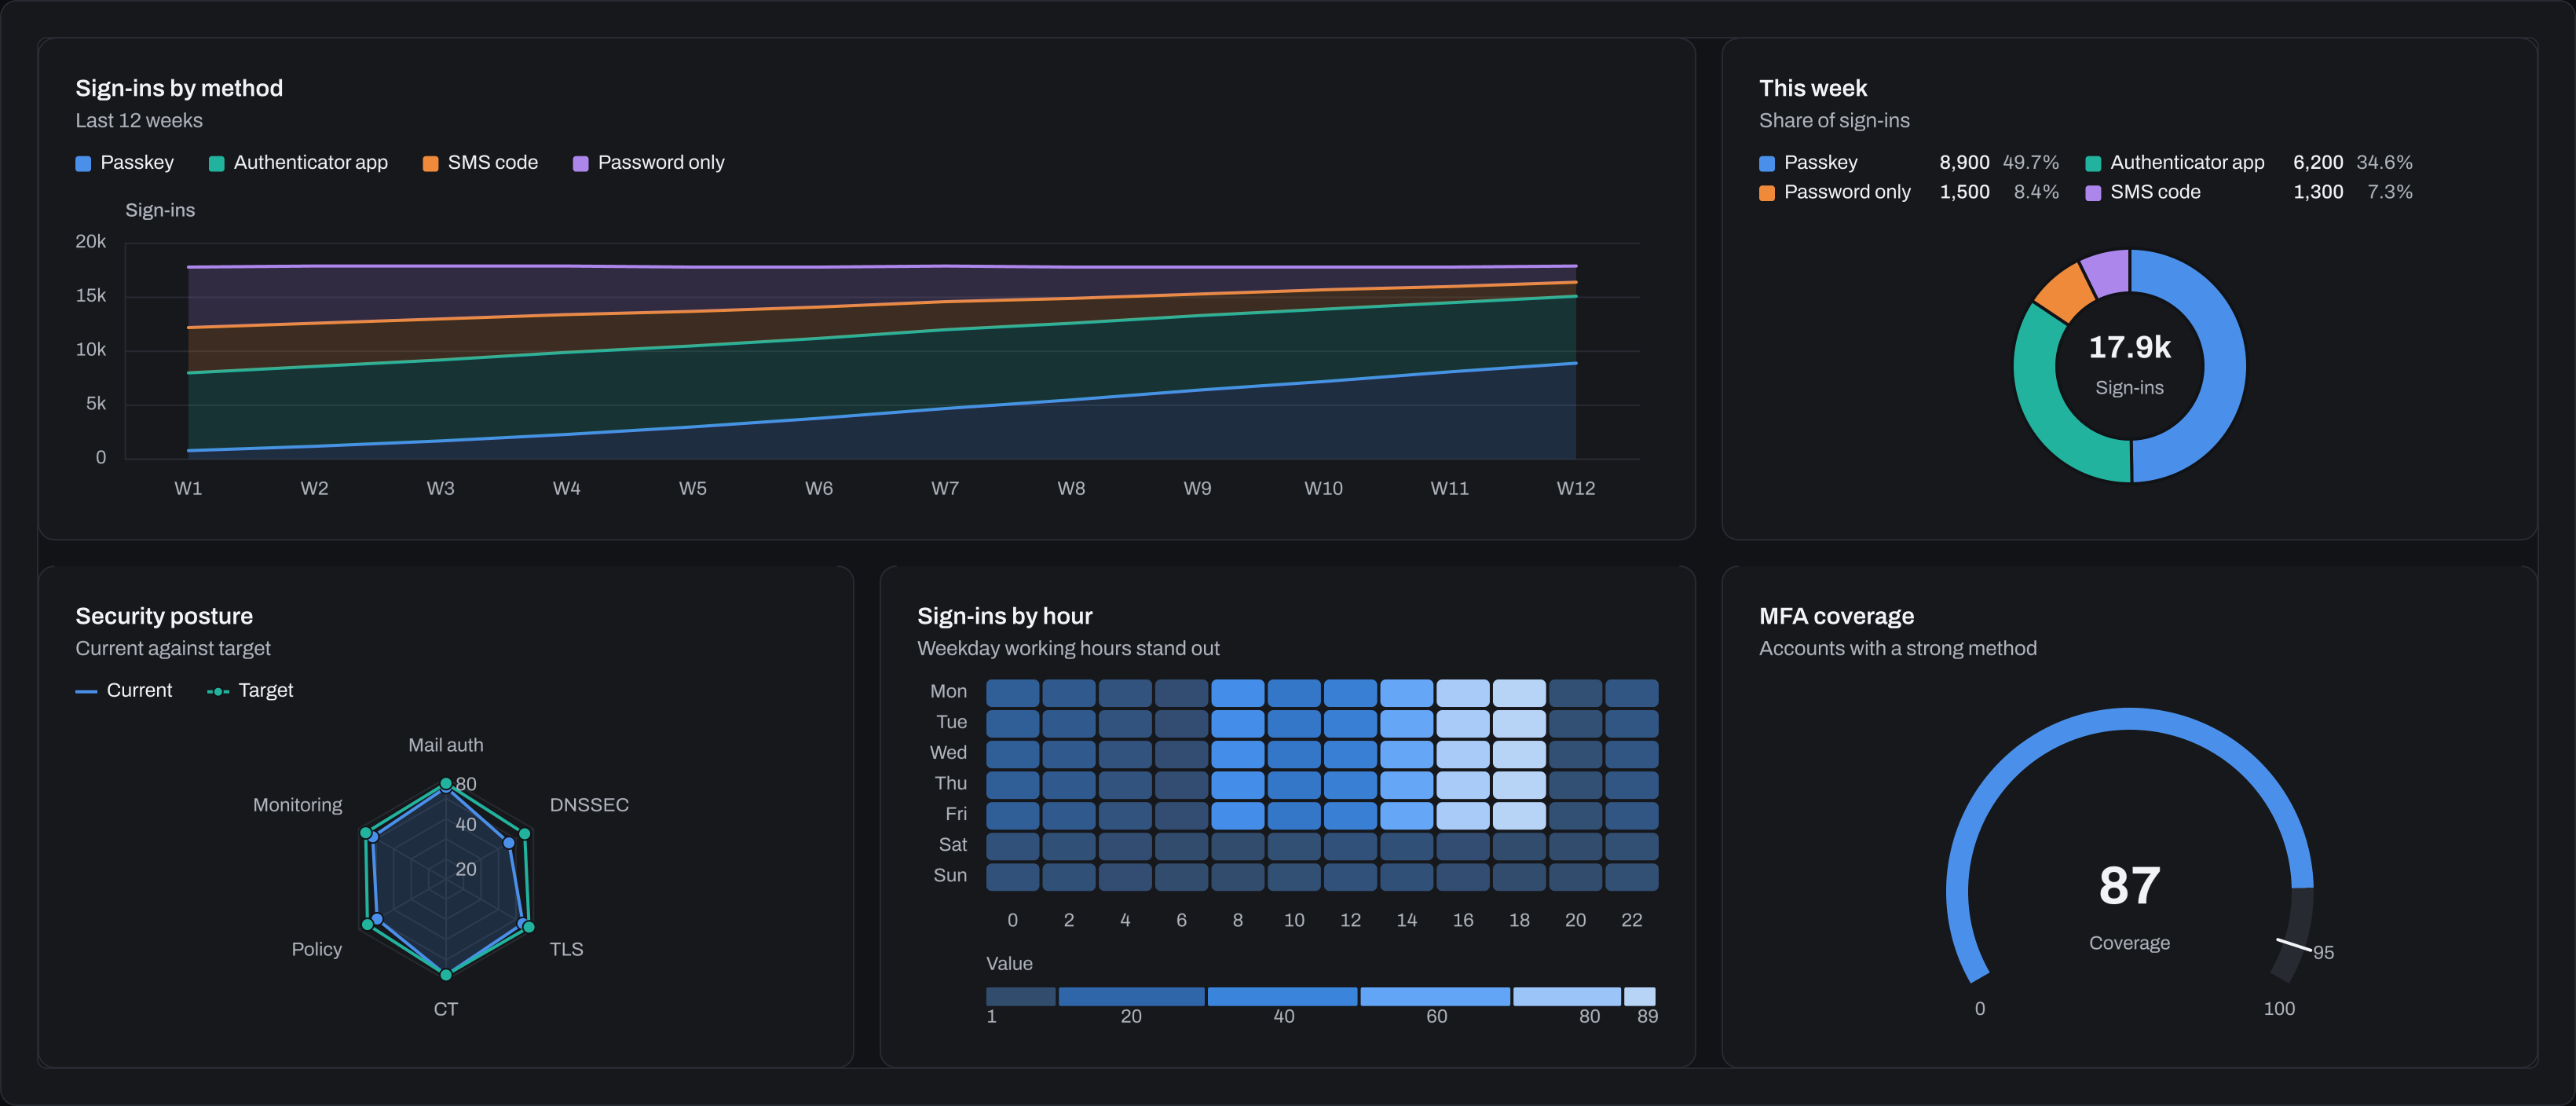 Sign-ins by method
Last 12 weeks
Passkey Authenticator app SMS code Password only
Sign-ins
20k
15k
10k
5k
0
W1 W2 W3 W4 W5 W6 W7 W8 W9 W10 W11 W12
This week
Share of sign-ins
Passkey 8,900 49.7% Authenticator app 6,200 34.6%
Password only 1,500 8.4% SMS code 1,300 7.3%
17.9k
Sign-ins
Security posture
Current against target
Current Target
Mail auth
80
Monitoring DNSSEC
40
20
Policy TLS
CT
Sign-ins by hour
Weekday working hours stand out
Mon
Tue
Wed
Thu
Fri
Sat
Sun
0 2 4 6 8 10 12 14 16 18 20 22
Value
1 20 40 60 80 89
MFA coverage
Accounts with a strong method
87
Coverage
95
0 100